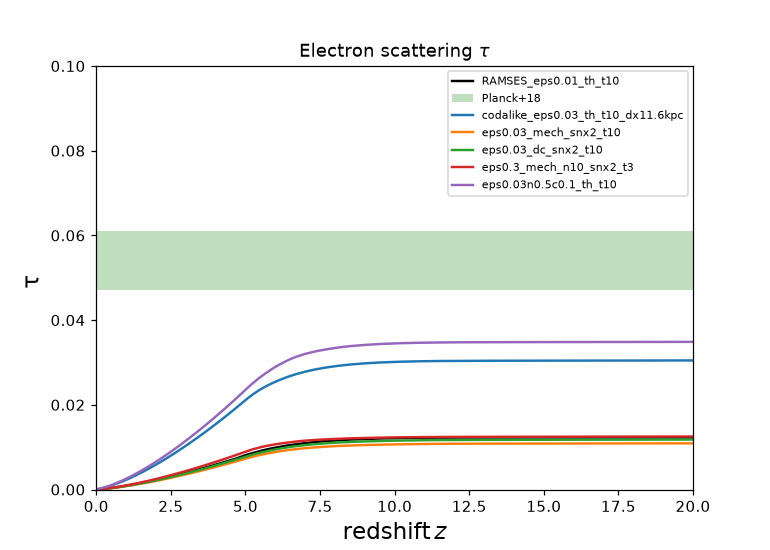 Electron scattering τ
0.10
0.08
0.06
0.04
0.02
0.00
τ
RAMSES_eps0.01_th_t10
Planck+18
codalike_eps0.03_th_t10_dx11.6kpc
eps0.03_mech_snx2_t10
eps0.03_dc_snx2_t10
eps0.3_mech_n10_snx2_t3
eps0.03n0.5c0.1_th_t10
0.0 2.5 5.0 7.5 10.0 12.5 15.0 17.5 20.0
redshift z